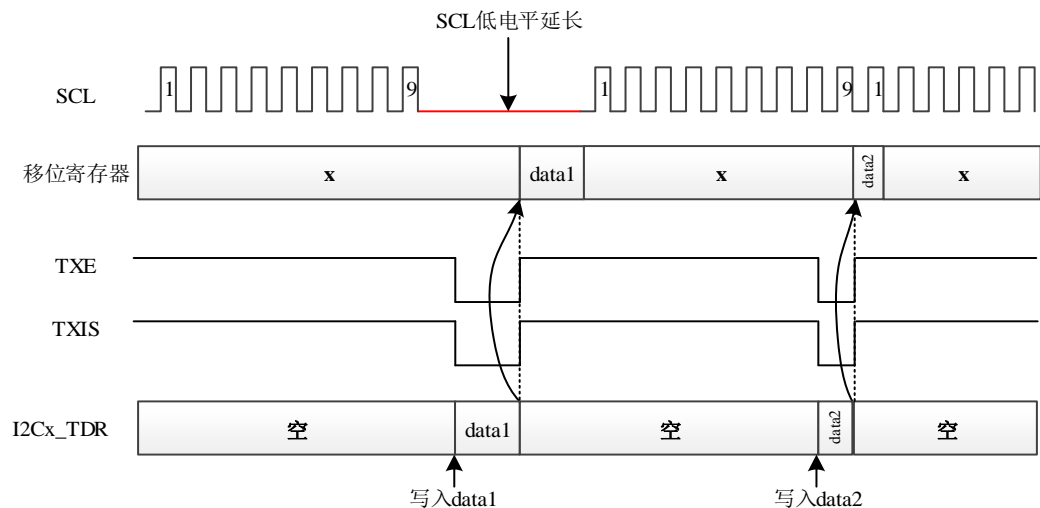 SCL低电平延长
SCL 1 9 1 9 1
移位寄存器 x data1 x data2 x
TXE
TXIS
I2Cx_TDR 空 data1 空 data2 空
写入data1 写入data2